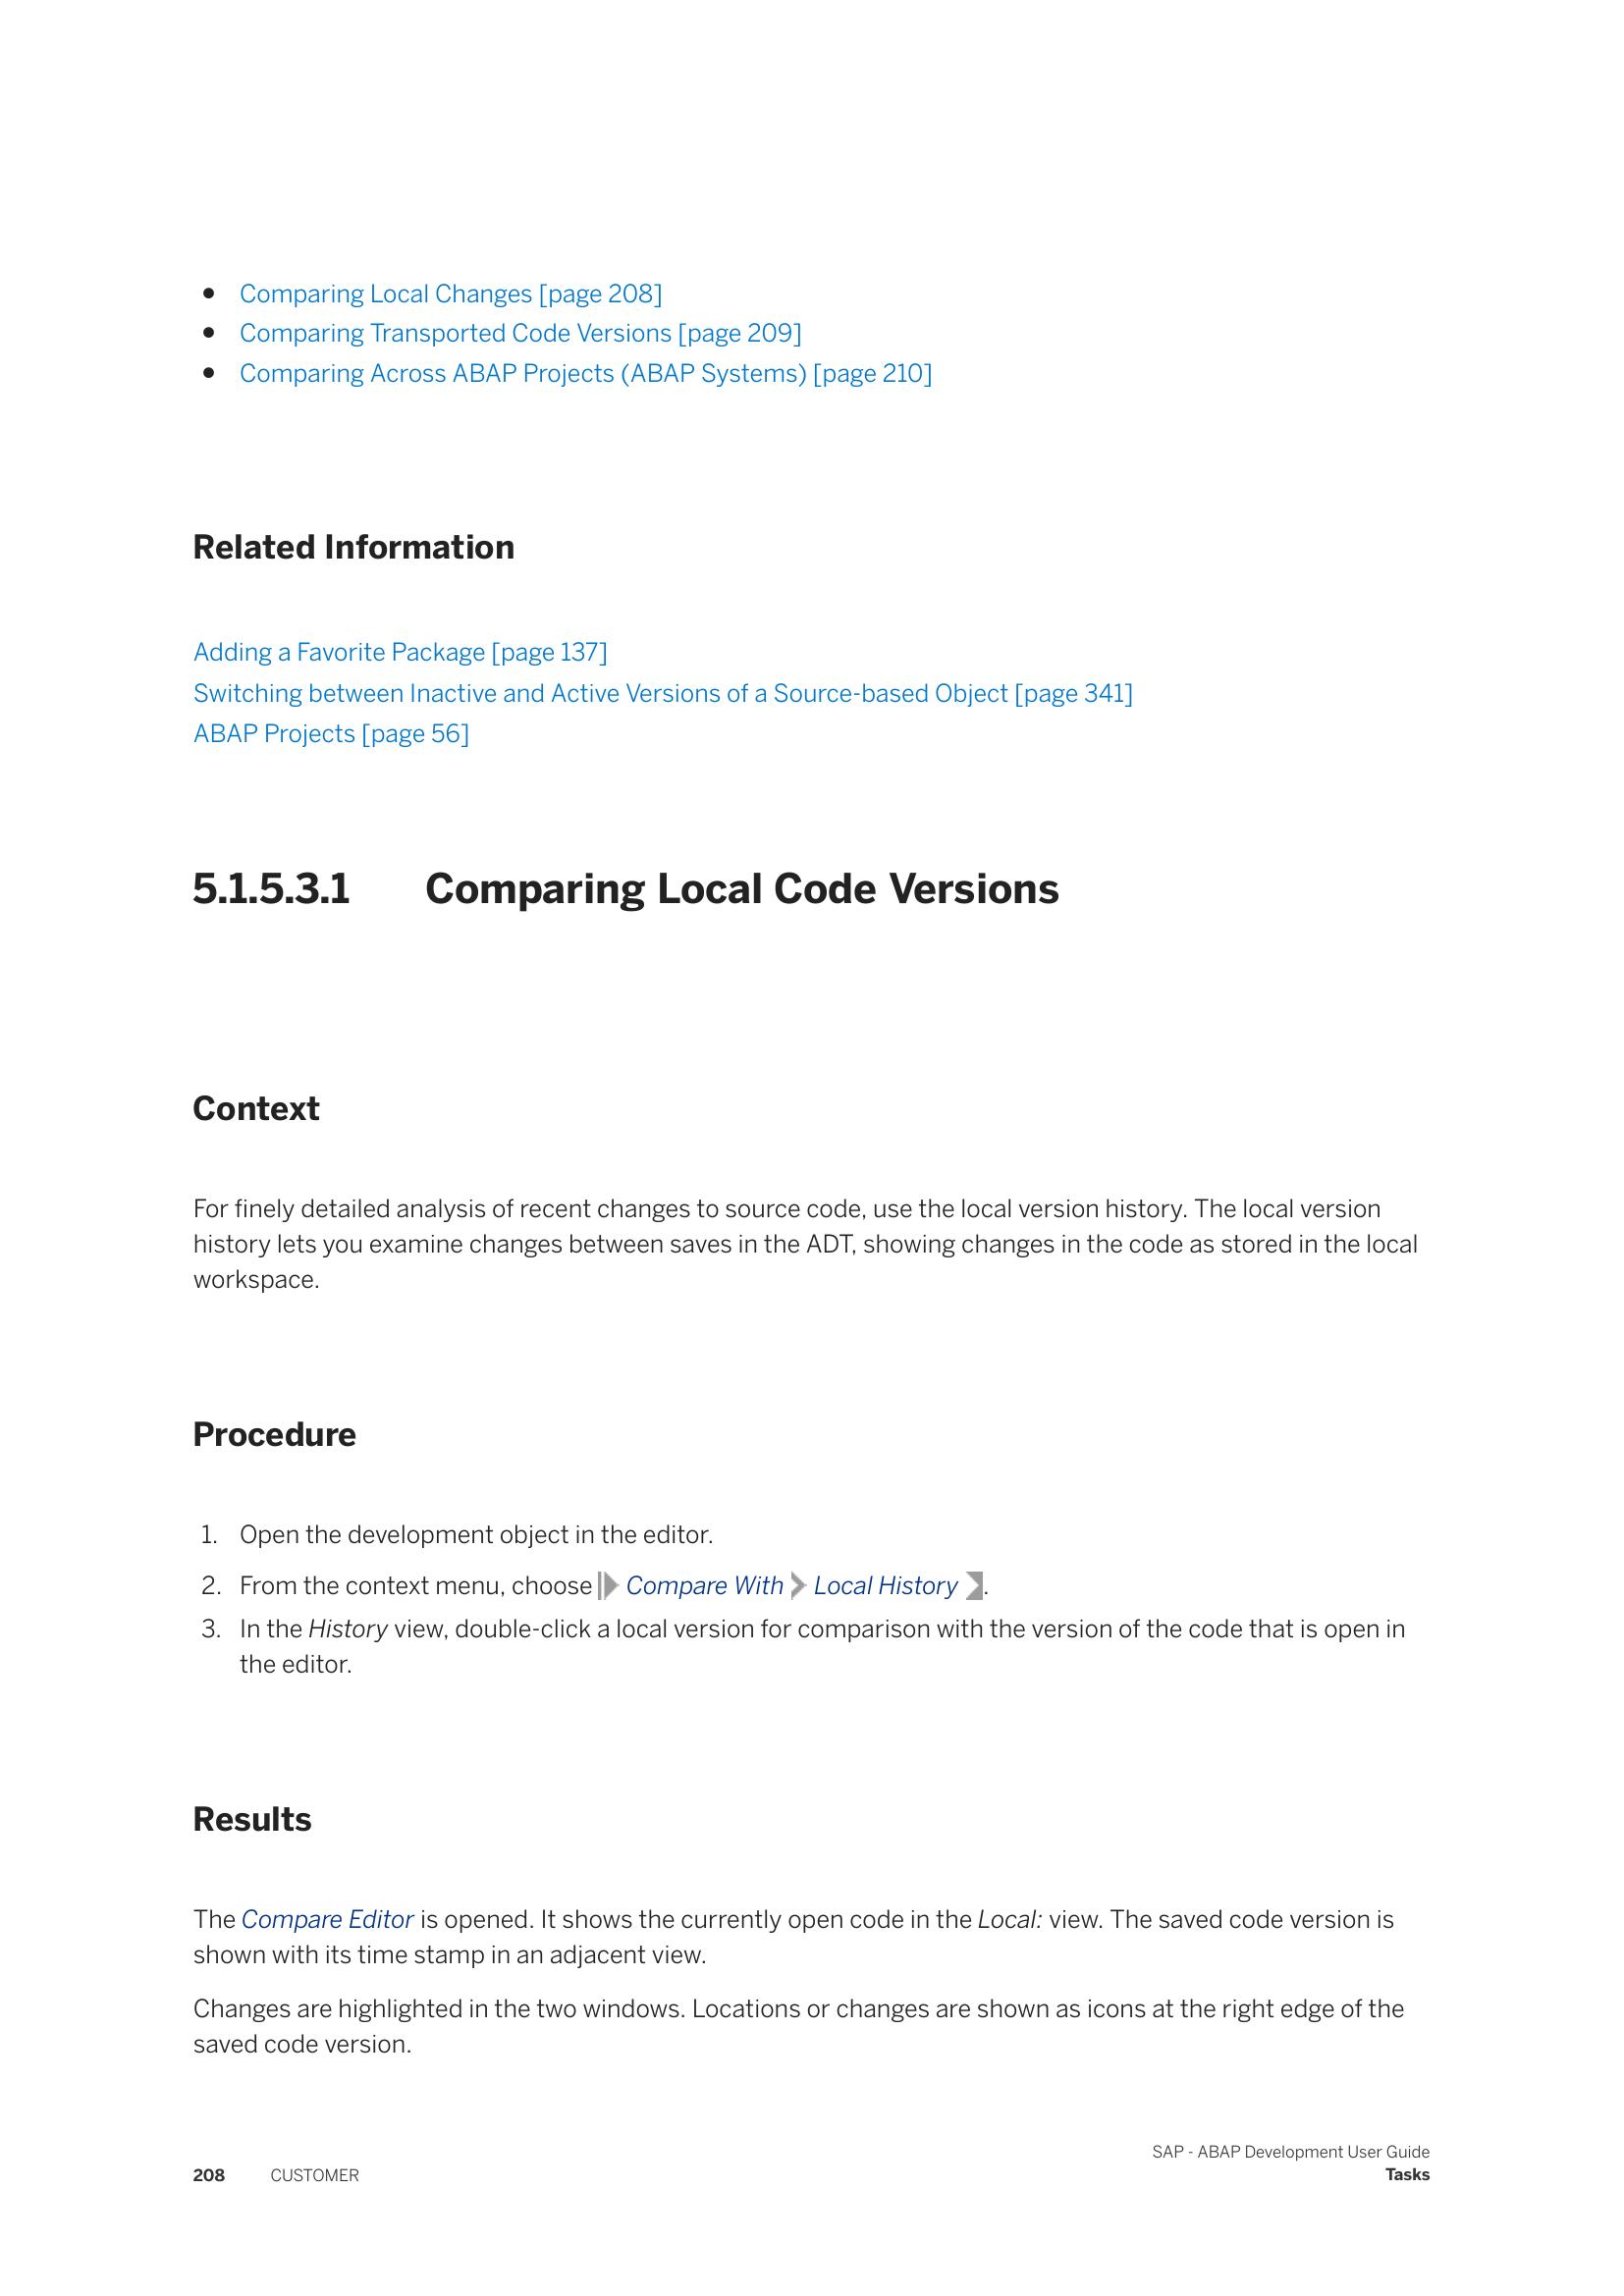 • Comparing Local Changes [page 208]
• Comparing Transported Code Versions [page 209]
• Comparing Across ABAP Projects (ABAP Systems) [page 210]
Related Information
Adding a Favorite Package [page 137]
Switching between Inactive and Active Versions of a Source-based Object [page 341]
ABAP Projects [page 56]
5.1.5.3.1 Comparing Local Code Versions
Context
For finely detailed analysis of recent changes to source code, use the local version history. The local version
history lets you examine changes between saves in the ADT, showing changes in the code as stored in the local
workspace.
Procedure
1. Open the development object in the editor.
2. From the context menu, choose Compare With Local History .
3. In the History view, double-click a local version for comparison with the version of the code that is open in
the editor.
Results
The Compare Editor is opened. It shows the currently open code in the Local: view. The saved code version is
shown with its time stamp in an adjacent view.
Changes are highlighted in the two windows. Locations or changes are shown as icons at the right edge of the
saved code version.
SAP - ABAP Development User Guide
208 CUSTOMER Tasks